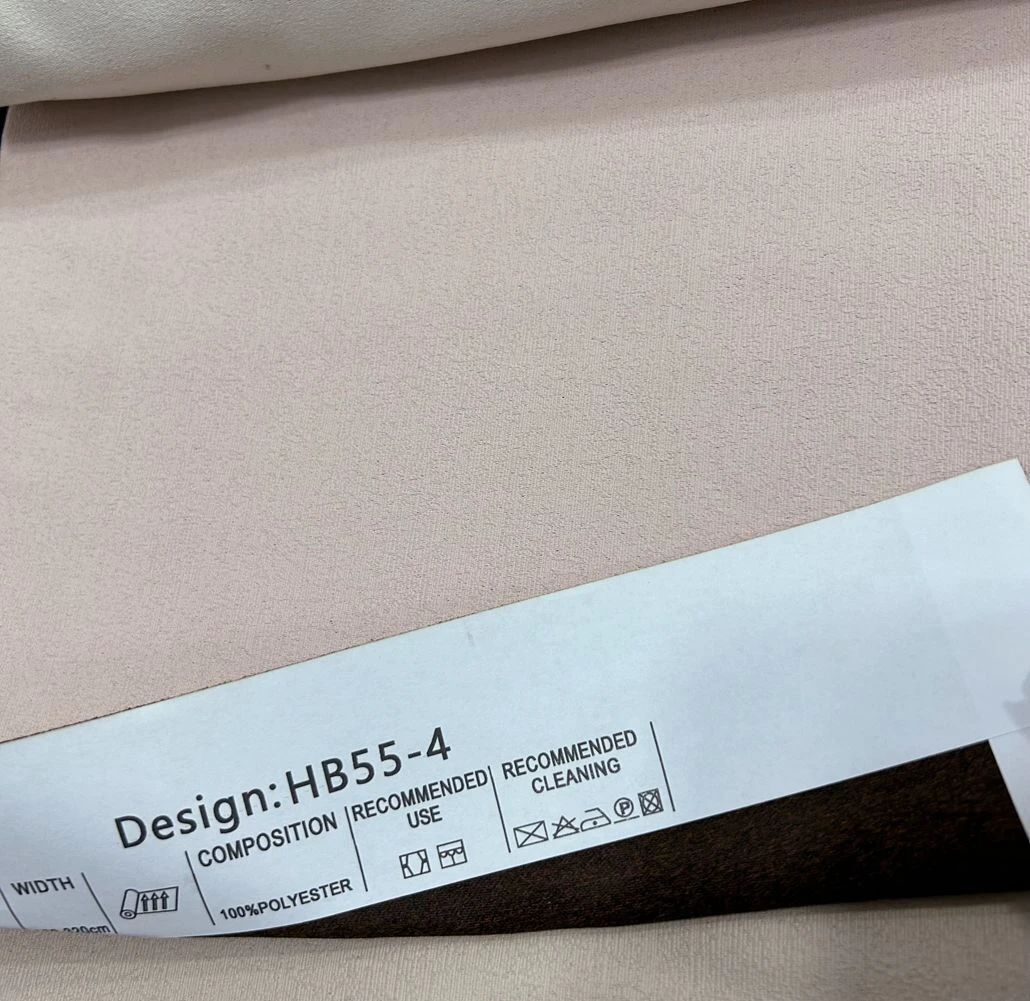 Design:HB55-4
WIDTH
COMPOSITION
100%POLYESTER
RECOMMENDED
USE
RECOMMENDED
CLEANING
P